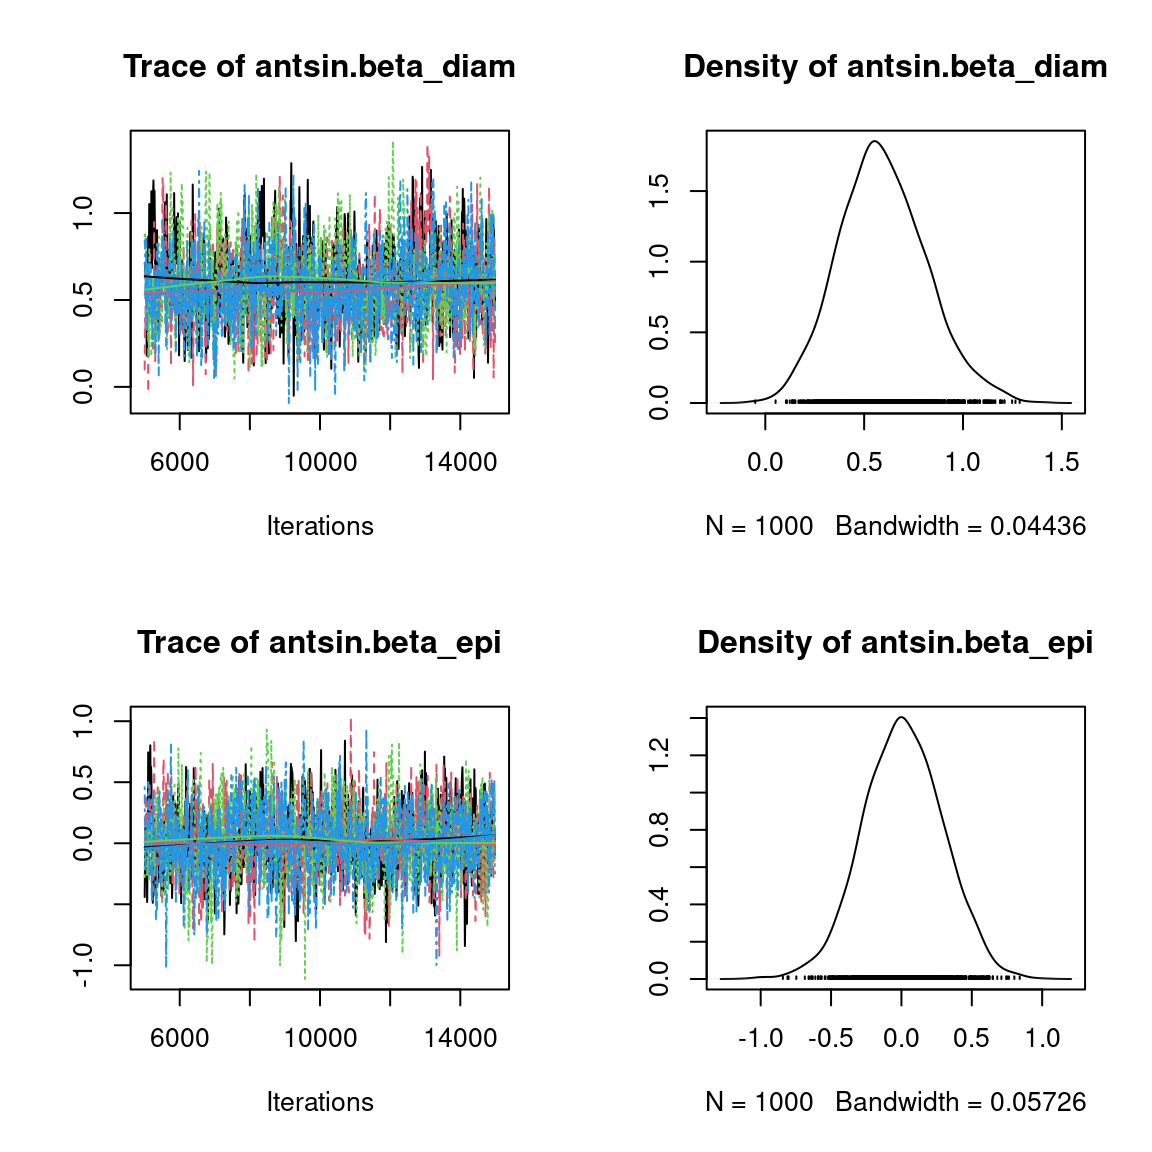 Trace of antsin.beta_diam
0.0 0.5 1.0
6000 10000 14000
Iterations
Density of antsin.beta_diam
0.0 0.5 1.0 1.5
0.0 0.5 1.0 1.5
N = 1000 Bandwidth = 0.04436
Trace of antsin.beta_epi
-1.0 0.0 0.5 1.0
6000 10000 14000
Iterations
Density of antsin.beta_epi
0.0 0.4 0.8 1.2
-1.0 -0.5 0.0 0.5 1.0
N = 1000 Bandwidth = 0.05726